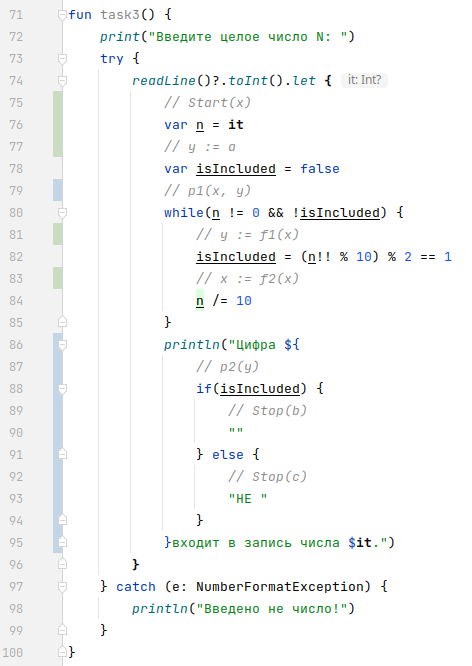 71 fun task3() {
72 print("Введите целое число N: ")
73 try {
74 readLine()?.toInt().let { it: Int?
75 // Start(x)
76 var n = it
77 // y := a
78 var isIncluded = false
79 // p1(x, y)
80 while(n != 0 && !isIncluded) {
81 // y := f1(x)
82 isIncluded = (n!! % 10) % 2 == 1
83 // x := f2(x)
84 n /= 10
85 }
86 println("Цифра ${
87 // p2(y)
88 if(isIncluded) {
89 // Stop(b)
90 ""
91 } else {
92 // Stop(c)
93 "НЕ "
94 }
95 }входит в запись числа $it.")
96 }
97 } catch (e: NumberFormatException) {
98 println("Введено не число!")
99 }
100 }